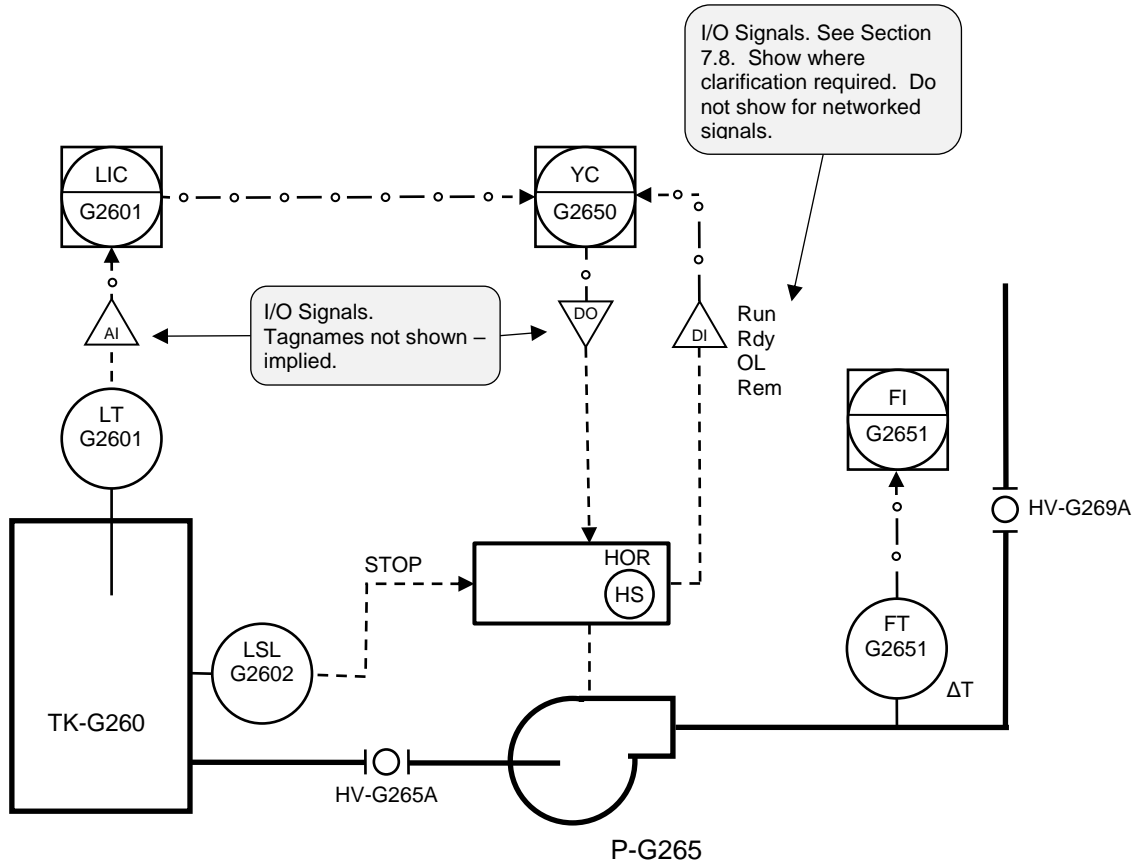 I/O Signals. See Section
7.8. Show where
clarification required. Do
not show for networked
signals.
LIC
G2601
YC
G2650
I/O Signals.
Tagnames not shown –
implied.
AI
DO
DI
Run
Rdy
OL
Rem
LT
G2601
FI
G2651
HV-G269A
STOP
HOR
HS
LSL
G2602
FT
G2651
ΔT
TK-G260
HV-G265A
P-G265